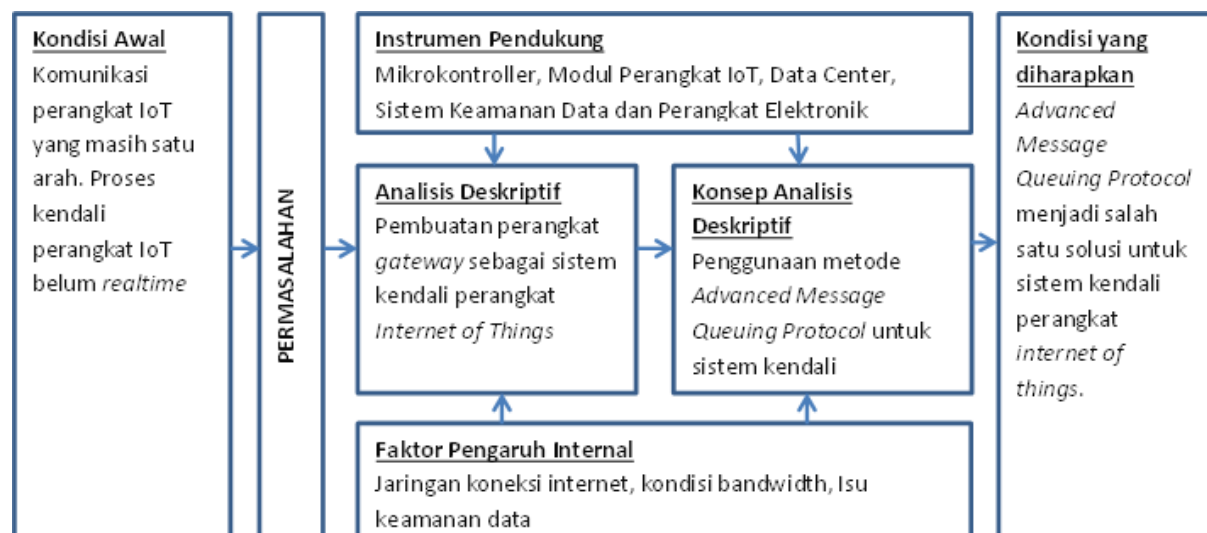 Kondisi Awal
Komunikasi
perangkat IoT
yang masih satu
arah. Proses
kendali
perangkat IoT
belum realtime
PERMASALAHAN
Instrumen Pendukung
Mikrokontroller, Modul Perangkat IoT, Data Center,
Sistem Keamanan Data dan Perangkat Elektronik
Analisis Deskriptif
Pembuatan perangkat
gateway sebagai sistem
kendali perangkat
Internet of Things
Konsep Analisis
Deskriptif
Penggunaan metode
Advanced Message
Queuing Protocol untuk
sistem kendali
Faktor Pengaruh Internal
Jaringan koneksi internet, kondisi bandwidth, Isu
keamanan data
Kondisi yang
diharapkan
Advanced
Message
Queuing Protocol
menjadi salah
satu solusi untuk
sistem kendali
perangkat
internet of
things.